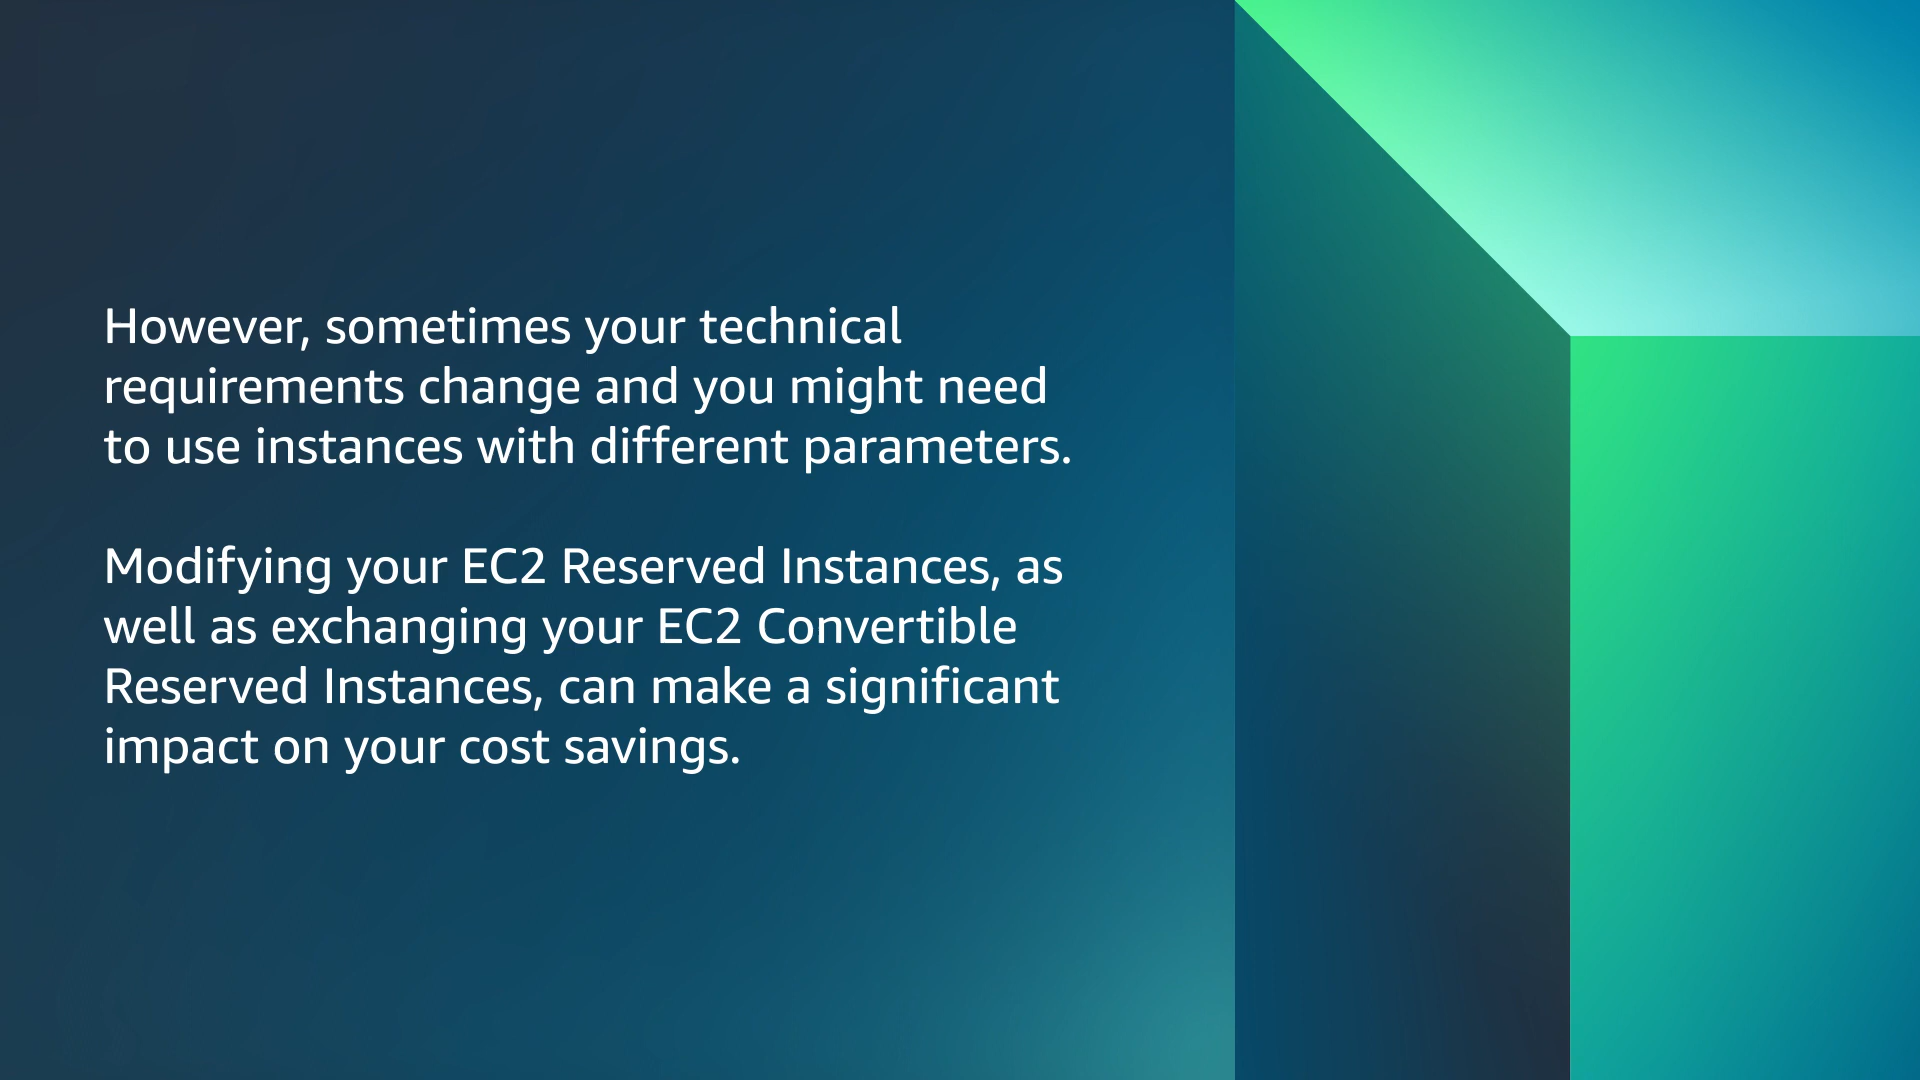 However, sometimes your technical
requirements change and you might need
to use instances with different parameters.
Modifying your EC2 Reserved Instances, as
well as exchanging your EC2 Convertible
Reserved Instances, can make a significant
impact on your cost savings.